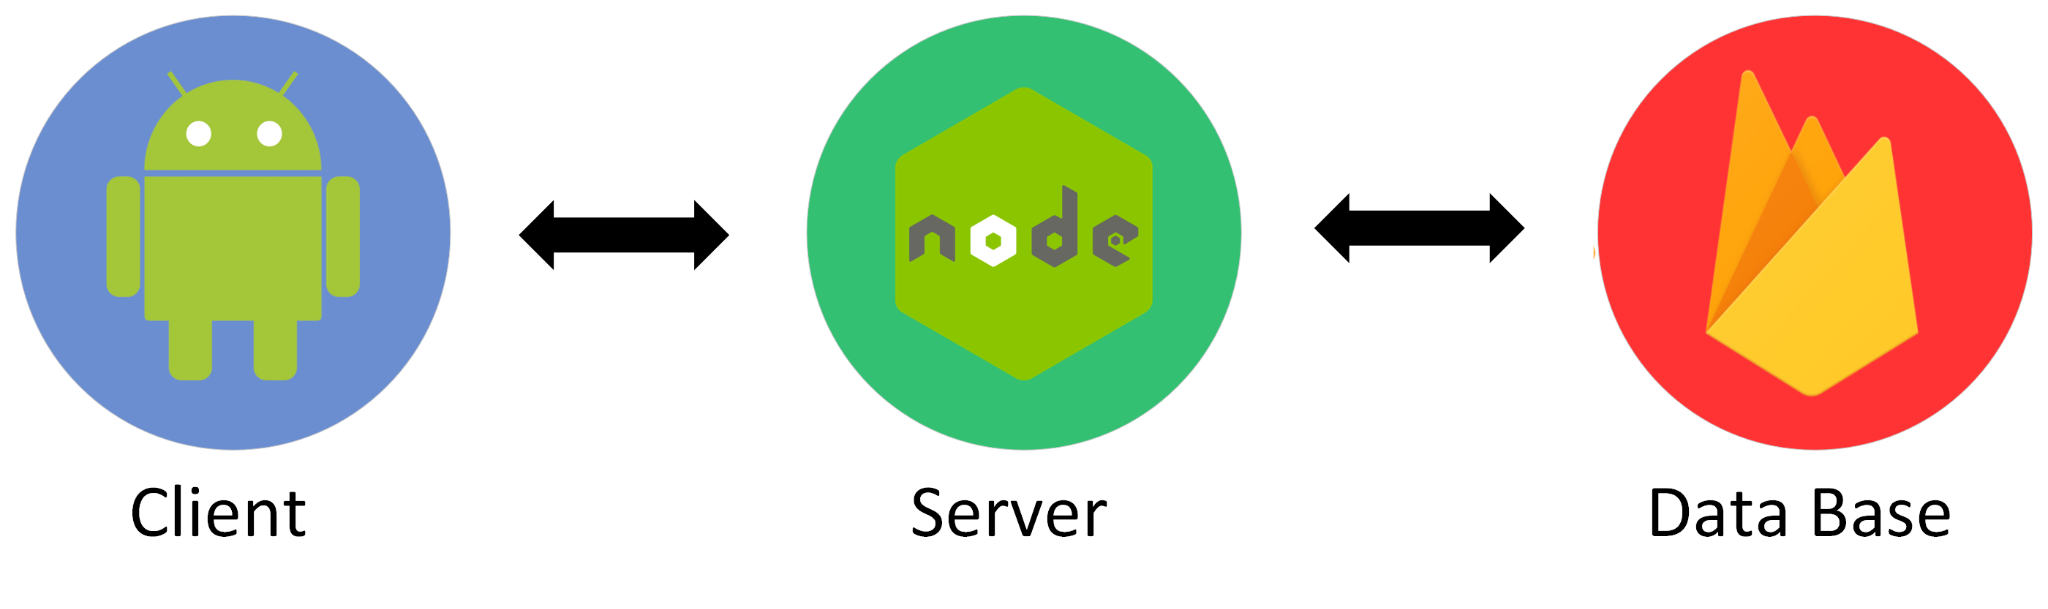 node
Client
Server
Data Base